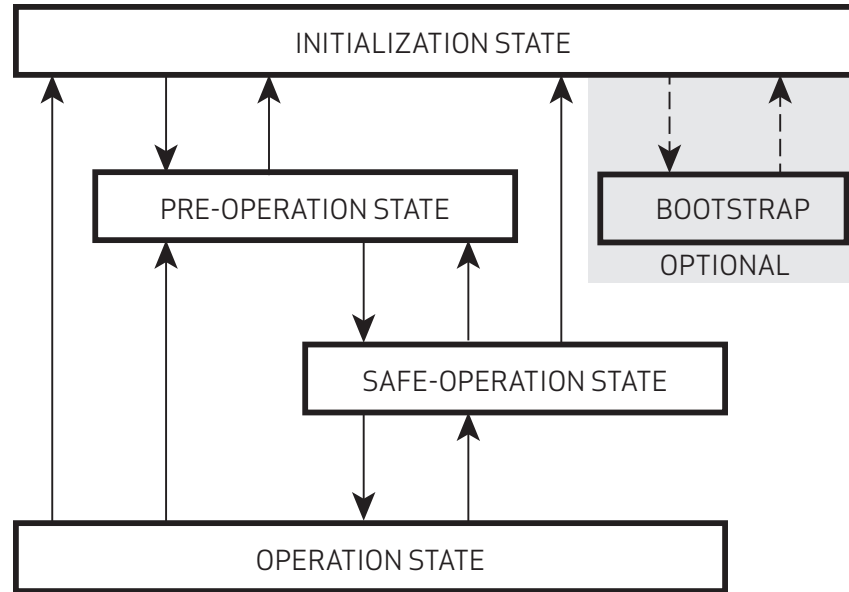 INITIALIZATION STATE
PRE-OPERATION STATE
BOOTSTRAP
OPTIONAL
SAFE-OPERATION STATE
OPERATION STATE